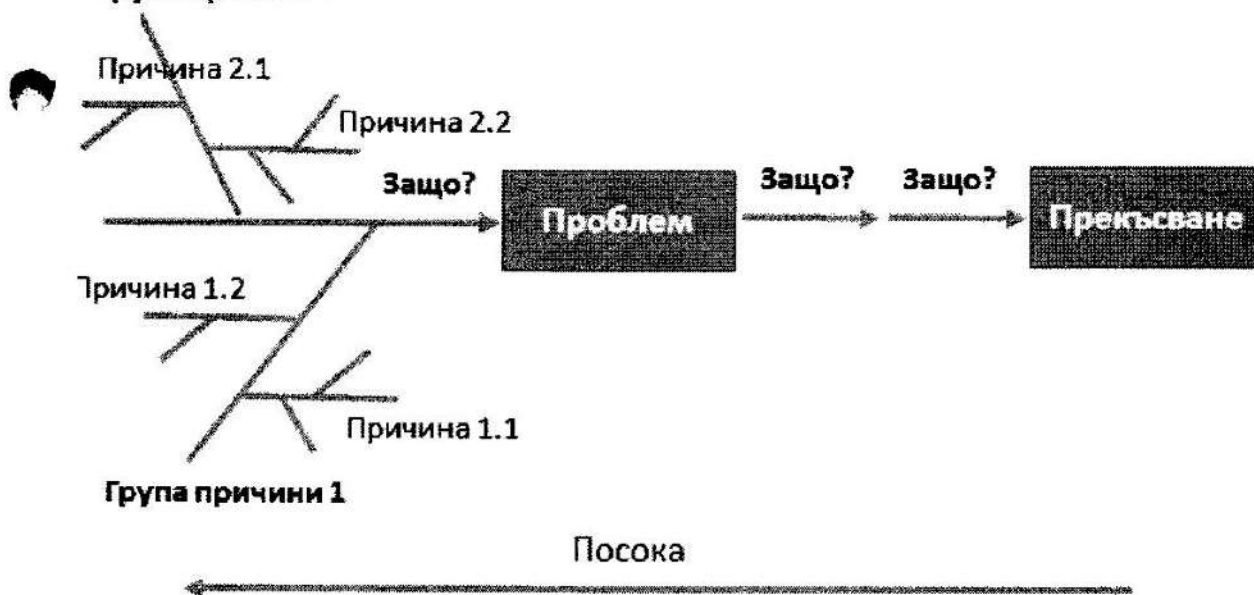 Причина 2.1
Причина 2.2
Защо?
Проблем
Защо?
Защо?
Прекъсване
Причина 1.2
Причина 1.1
Група причини 1
Посока